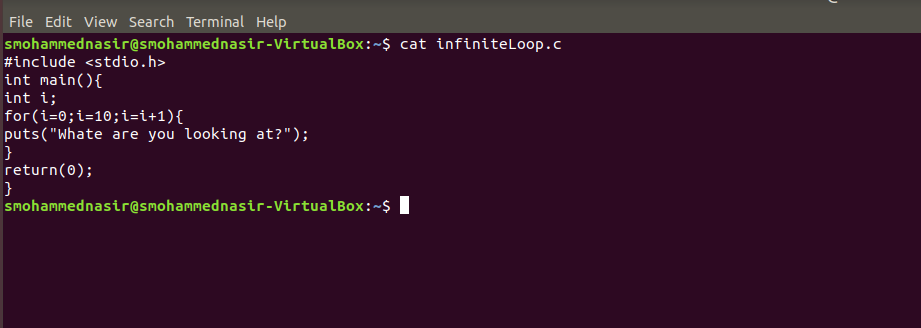 File Edit View Search Terminal Help
smohammednasir@smohammednasir-VirtualBox:~$ cat infiniteLoop.c
#include <stdio.h>
int main(){
int i;
for(i=0;i=10;i=i+1){
puts("Whate are you looking at?");
}
return(0);
}
smohammednasir@smohammednasir-VirtualBox:~$